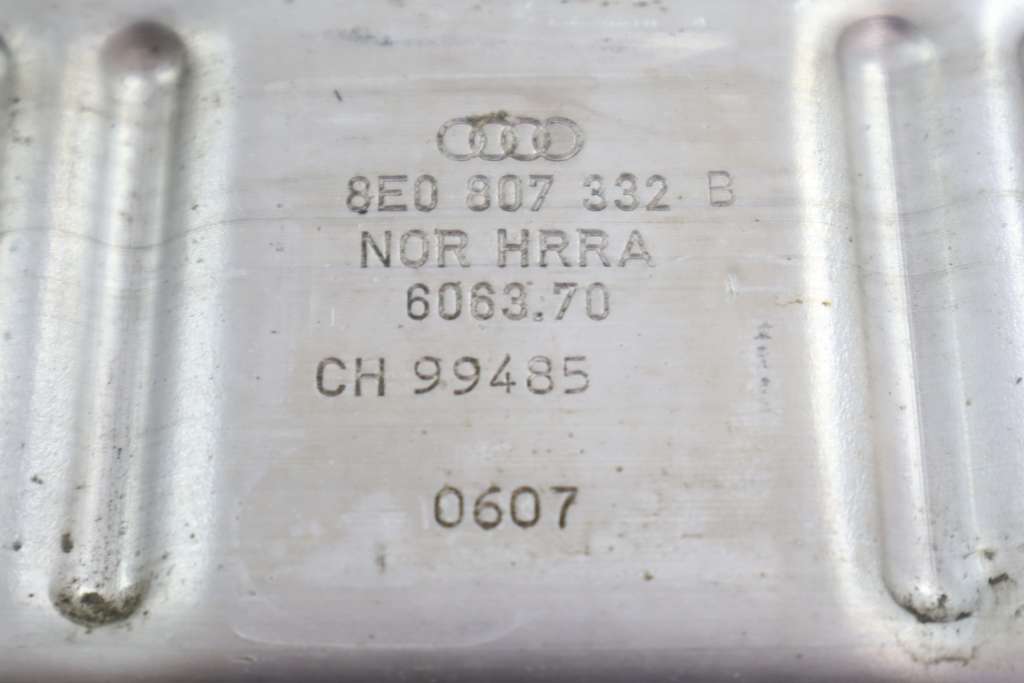 8E0 807 332 B
NOR HRRA
6063.70
CH 99485
0607